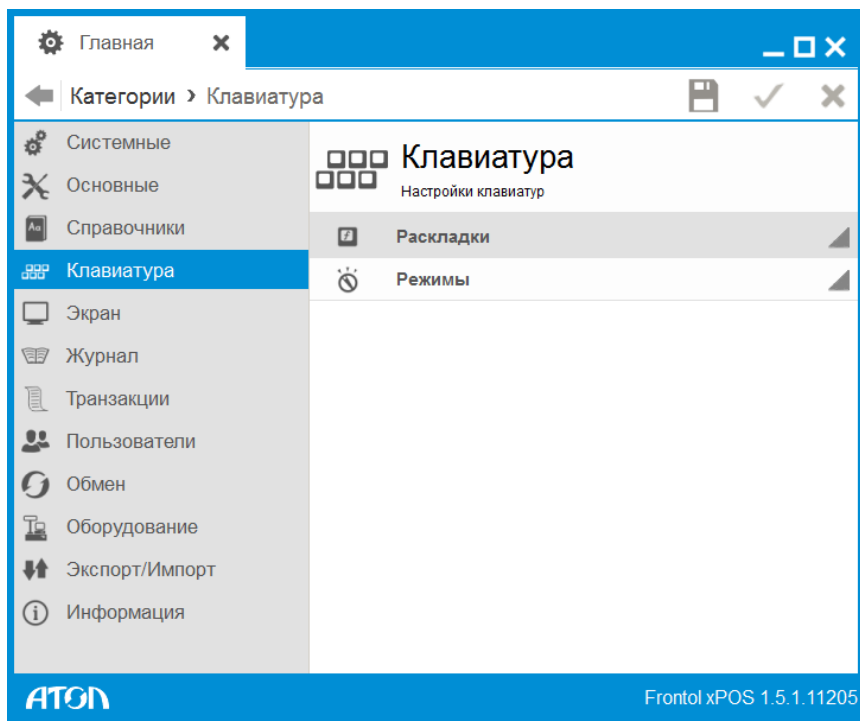 Главная
Категории › Клавиатура
Системные
Основные
Справочники
Клавиатура
Экран
Журнал
Транзакции
Пользователи
Обмен
Оборудование
Экспорт/Импорт
Информация
Клавиатура
Настройки клавиатур
Раскладки
Режимы
АТОЛ
Frontol xPOS 1.5.1.11205